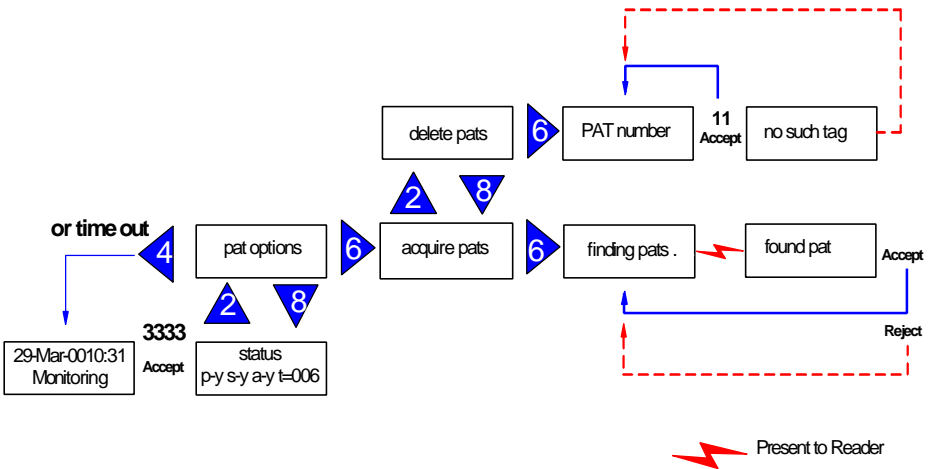 delete pats
6
PAT number
11
Accept
no such tag
2
8
or time out
4
pat options
6
acquire pats
6
finding pats .
found pat
Accept
2
8
3333
Accept
29-Mar-0010:31
Monitoring
status
p-y s-y a-y t=006
Reject
Present to Reader